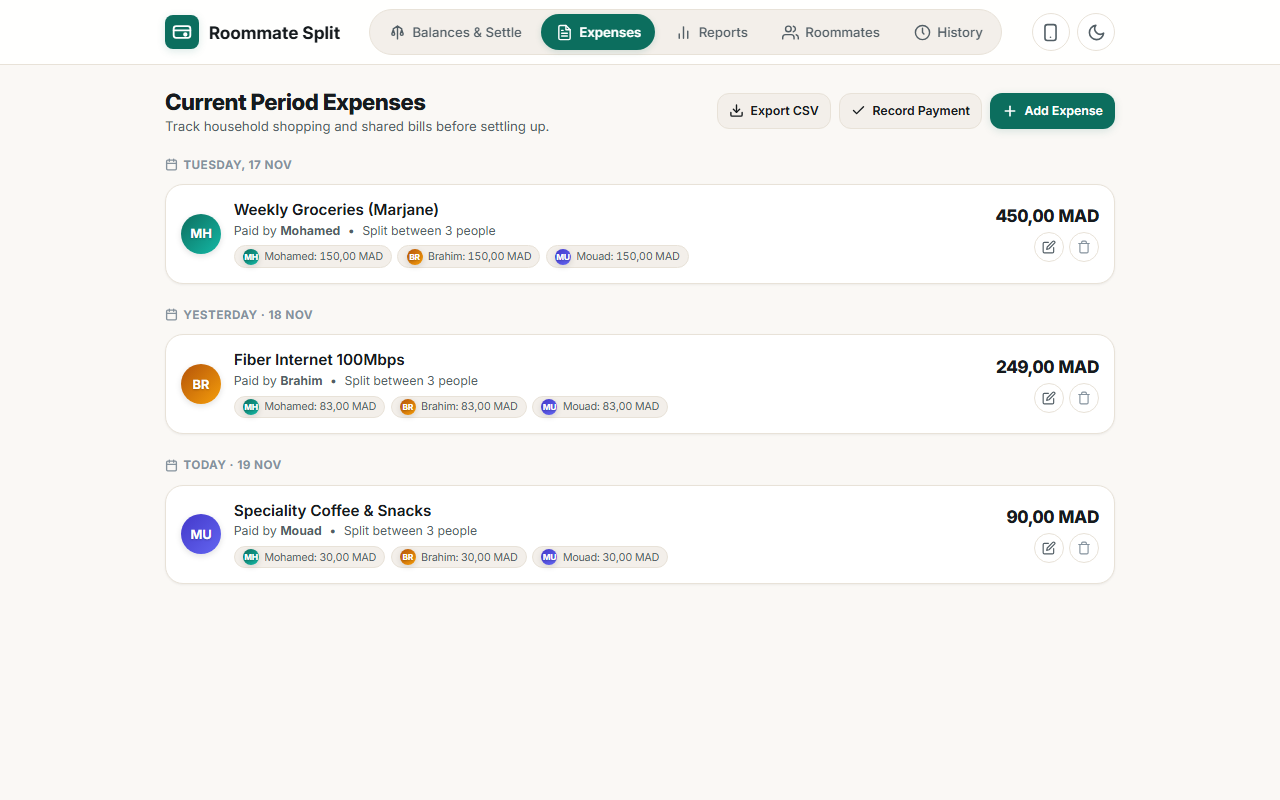 Roommate Split
Balances & Settle
Expenses
Reports
Roommates
History
Current Period Expenses
Track household shopping and shared bills before settling up.
Export CSV
Record Payment
Add Expense
TUESDAY, 17 NOV
MH
Weekly Groceries (Marjane)
Paid by Mohamed • Split between 3 people
MH Mohamed: 150,00 MAD
BR Brahim: 150,00 MAD
MU Mouad: 150,00 MAD
450,00 MAD
YESTERDAY · 18 NOV
BR
Fiber Internet 100Mbps
Paid by Brahim • Split between 3 people
MH Mohamed: 83,00 MAD
BR Brahim: 83,00 MAD
MU Mouad: 83,00 MAD
249,00 MAD
TODAY · 19 NOV
MU
Speciality Coffee & Snacks
Paid by Mouad • Split between 3 people
MH Mohamed: 30,00 MAD
BR Brahim: 30,00 MAD
MU Mouad: 30,00 MAD
90,00 MAD